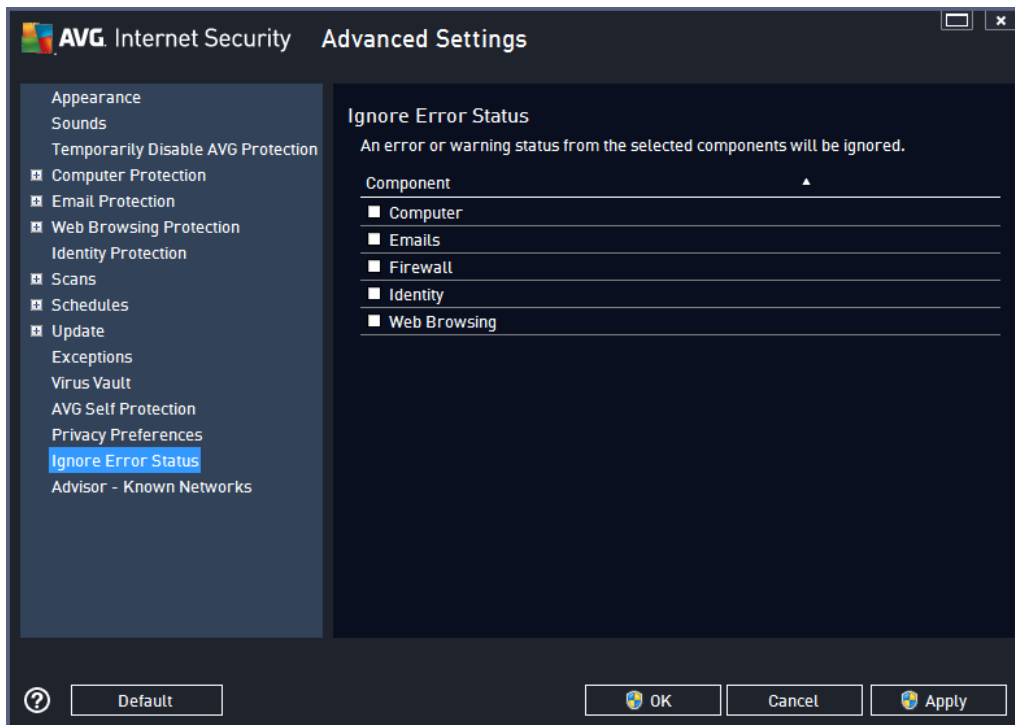 AVG. Internet Security Advanced Settings
Appearance
Sounds
Temporarily Disable AVG Protection
Computer Protection
Email Protection
Web Browsing Protection
Identity Protection
Scans
Schedules
Update
Exceptions
Virus Vault
AVG Self Protection
Privacy Preferences
Ignore Error Status
Advisor - Known Networks
Ignore Error Status
An error or warning status from the selected components will be ignored.
Component
Computer
Emails
Firewall
Identity
Web Browsing
? Default OK Cancel Apply